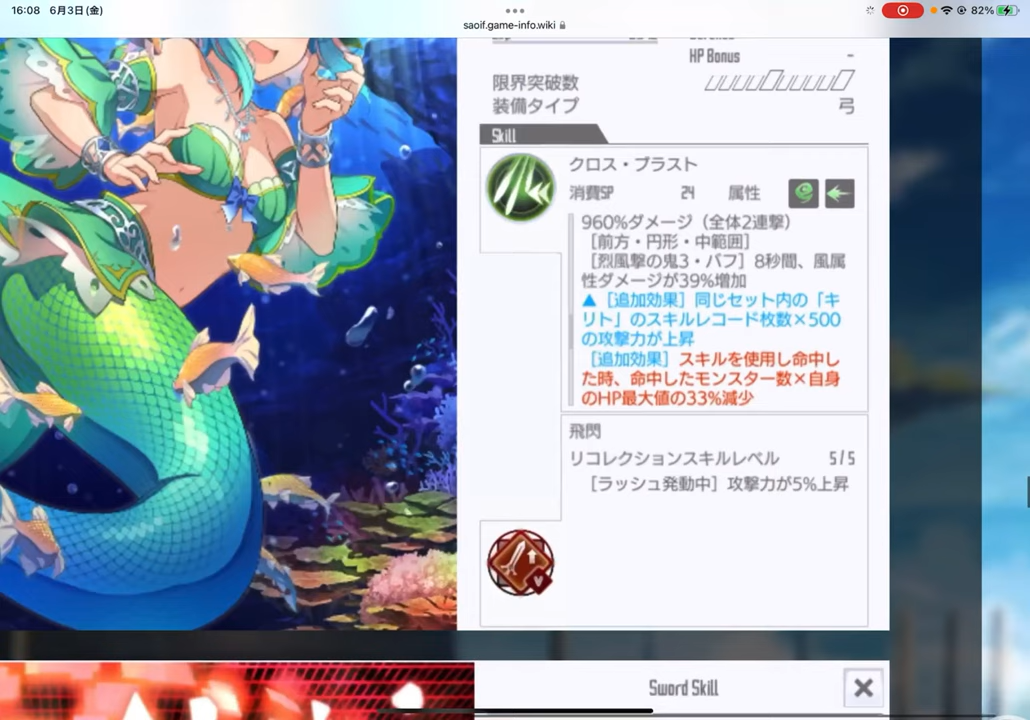 16:08 6月3日(金)
82%
saoif.game-info.wiki
HP Bonus -
限界突破数
装備タイプ 弓
Skill
クロス・ブラスト
消費SP 24 属性
960%ダメージ（全体2連撃）
［前方・円形・中範囲］
［烈風撃の鬼3・バフ］8秒間、風属
性ダメージが39%増加
▲［追加効果］同じセット内の「キ
リト」のスキルレコード枚数×500
の攻撃力が上昇
［追加効果］スキルを使用し命中し
た時、命中したモンスター数×自身
のHP最大値の33%減少
飛閃
リコレクションスキルレベル 5/5
［ラッシュ発動中］攻撃力が5%上昇
Sword Skill